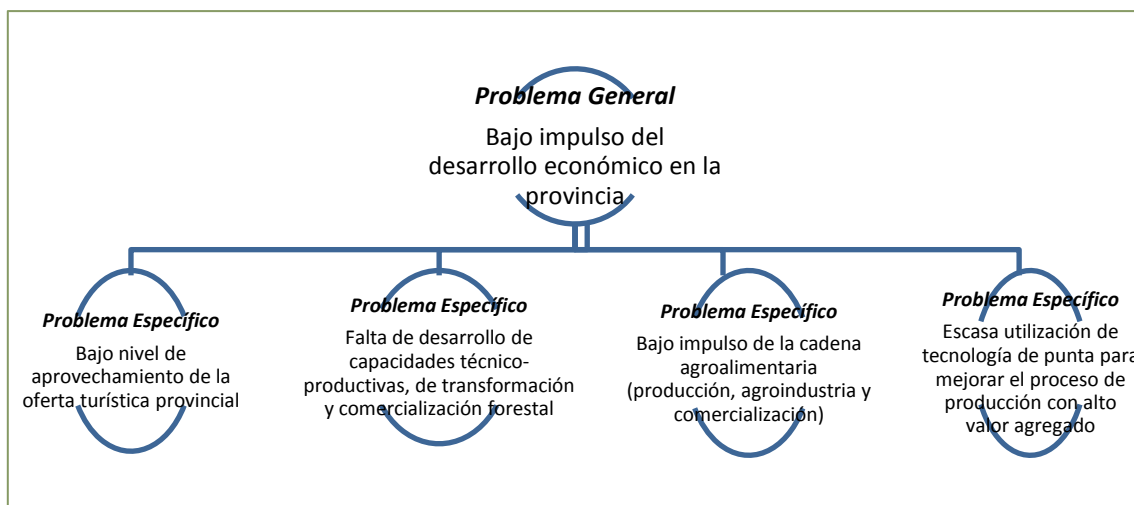 Problema General
Bajo impulso del
desarrollo económico en la
provincia
Problema Específico
Bajo nivel de
aprovechamiento de la
oferta turística provincial
Problema Específico
Falta de desarrollo de
capacidades técnico-
productivas, de transformación
y comercialización forestal
Problema Específico
Bajo impulso de la cadena
agroalimentaria
(producción, agroindustria y
comercialización)
Problema Específico
Escasa utilización de
tecnología de punta para
mejorar el proceso de
producción con alto
valor agregado